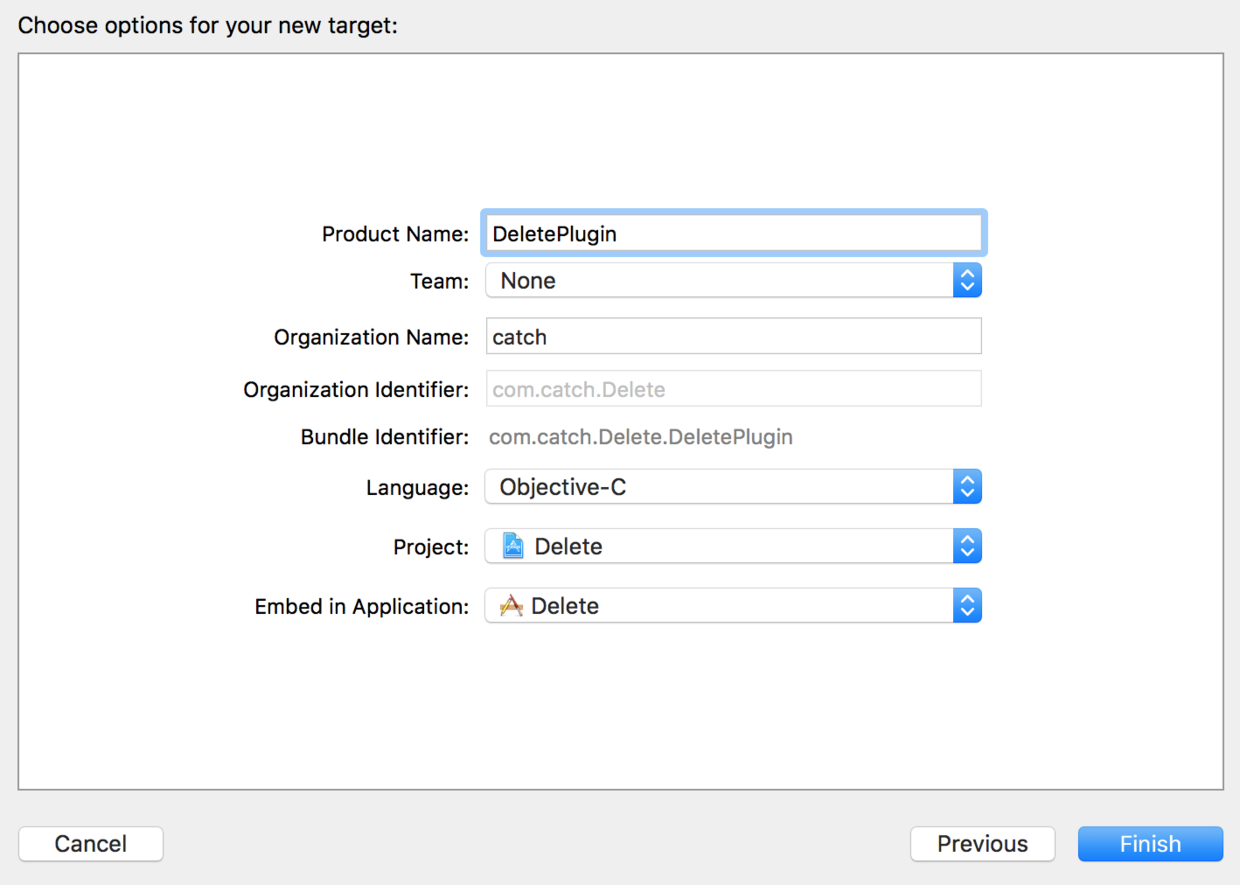 Choose options for your new target:
Product Name: DeletePlugin
Team: None
Organization Name: catch
Organization Identifier: com.catch.Delete
Bundle Identifier: com.catch.Delete.DeletePlugin
Language: Objective-C
Project: Delete
Embed in Application: Delete
Cancel Previous Finish